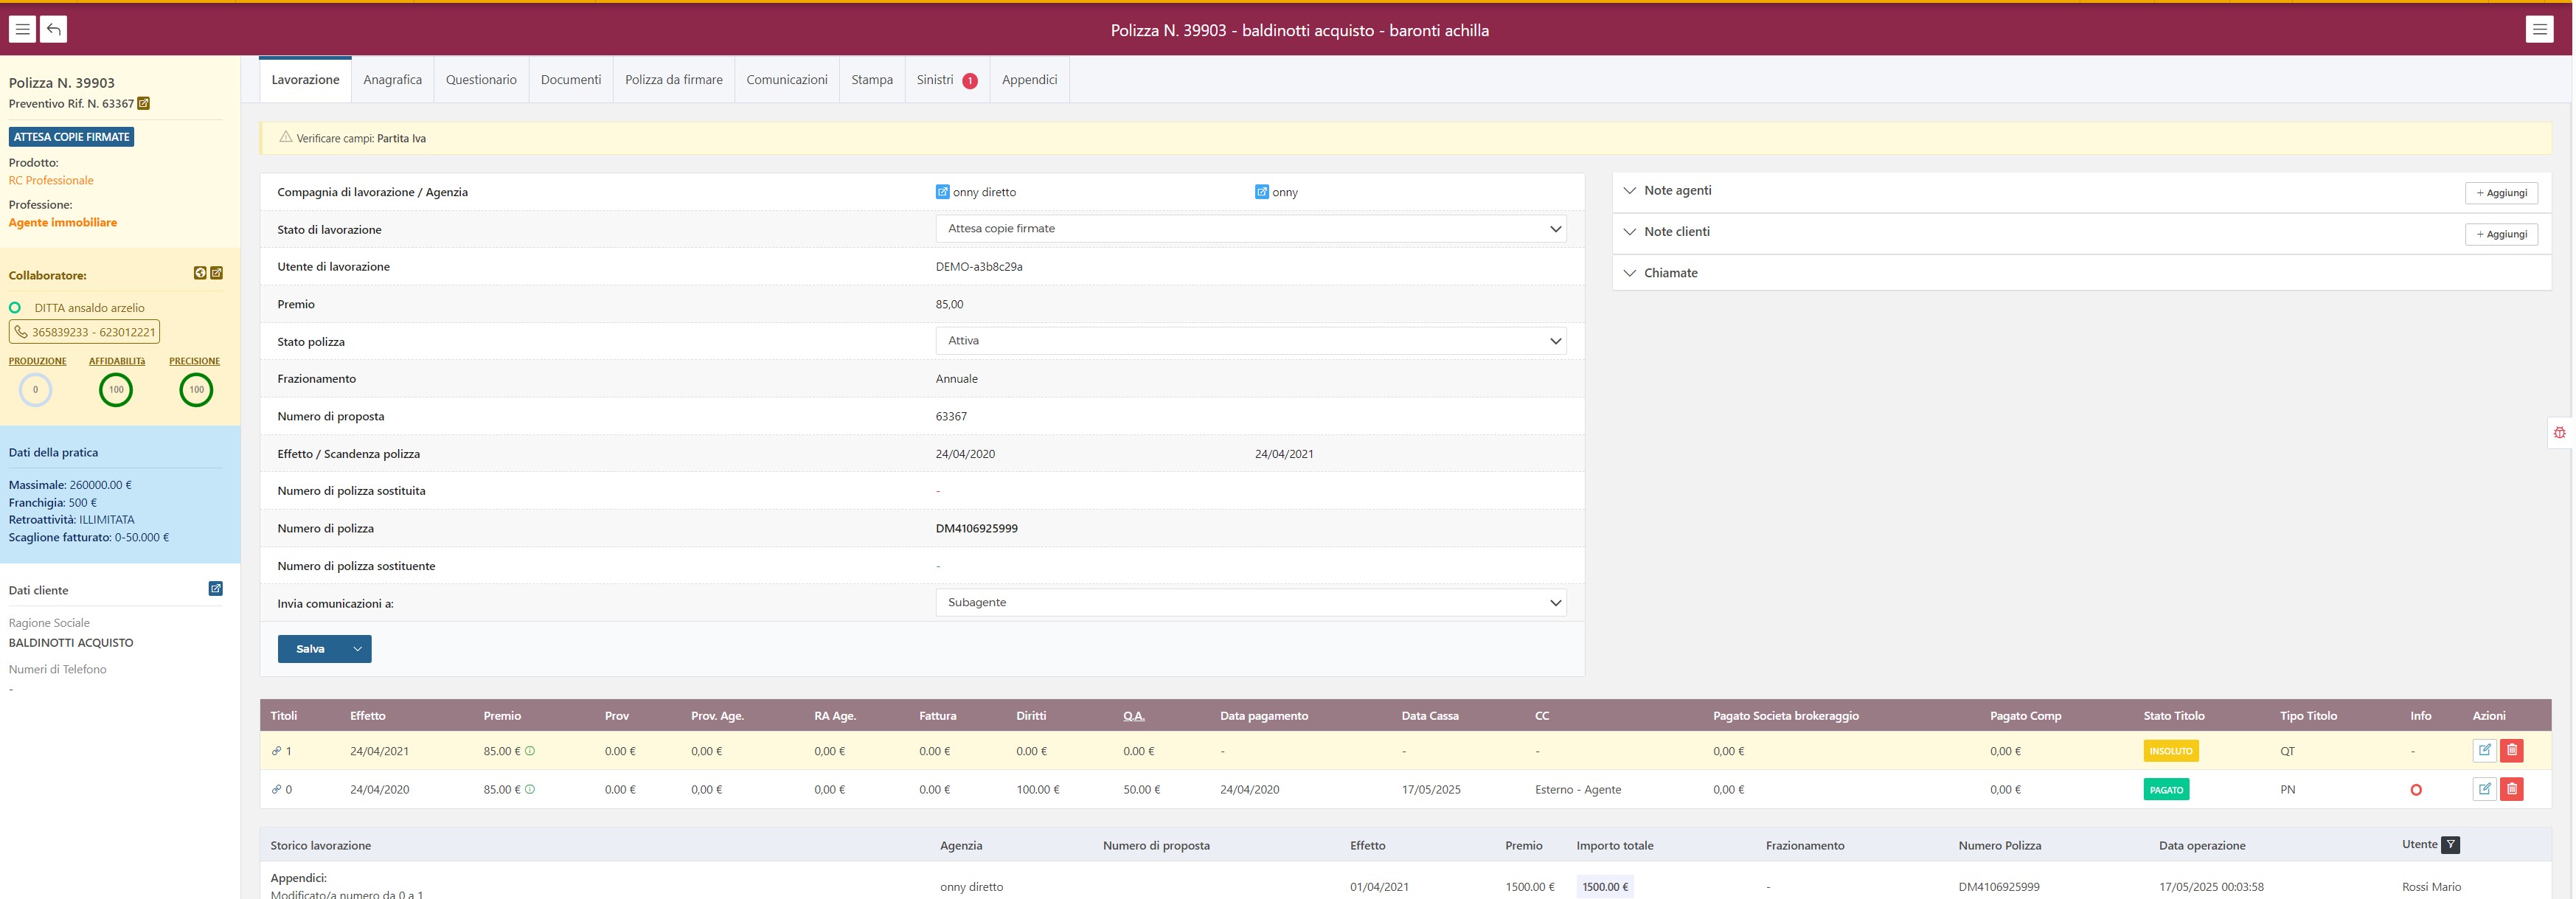 Polizza N. 39903 - baldinotti acquisto - baronti achilla
Polizza N. 39903
Preventivo Rif. N. 63367
ATTESA COPIE FIRMATE
Prodotto:
RC Professionale
Professione:
Agente immobiliare
Collaboratore:
DITTA ansaldo arzelio
365839233 - 623012221
PRODUZIONE AFFIDABILITà PRECISIONE
0 100 100
Dati della pratica
Massimale: 260000.00 €
Franchigia: 500 €
Retroattività: ILLIMITATA
Scaglione fatturato: 0-50.000 €
Dati cliente
Ragione Sociale
BALDINOTTI ACQUISTO
Numeri di Telefono
-
Lavorazione Anagrafica Questionario Documenti Polizza da firmare Comunicazioni Stampa Sinistri 1 Appendici
Verificare campi: Partita Iva
Compagnia di lavorazione / Agenzia onny diretto onny
Stato di lavorazione Attesa copie firmate
Utente di lavorazione DEMO-a3b8c29a
Premio 85,00
Stato polizza Attiva
Frazionamento Annuale
Numero di proposta 63367
Effetto / Scandenza polizza 24/04/2020 24/04/2021
Numero di polizza sostituita -
Numero di polizza DM4106925999
Numero di polizza sostituente -
Invia comunicazioni a: Subagente
Salva
Note agenti + Aggiungi
Note clienti + Aggiungi
Chiamate
Titoli Effetto Premio Prov Prov. Age. RA Age. Fattura Diritti Q.A. Data pagamento Data Cassa CC Pagato Societa brokeraggio Pagato Comp Stato Titolo Tipo Titolo Info Azioni
1 24/04/2021 85.00 € 0.00 € 0,00 € 0,00 € 0.00 € 0.00 € 0.00 € - - - 0,00 € 0,00 € INSOLUTO QT -
0 24/04/2020 85.00 € 0.00 € 0,00 € 0,00 € 0.00 € 100.00 € 50.00 € 24/04/2020 17/05/2025 Esterno - Agente 0,00 € 0,00 € PAGATO PN
Storico lavorazione Agenzia Numero di proposta Effetto Premio Importo totale Frazionamento Numero Polizza Data operazione Utente
Appendici:
Modificato/a numero da 0 a 1 onny diretto 01/04/2021 1500.00 € 1500.00 € - DM4106925999 17/05/2025 00:03:58 Rossi Mario